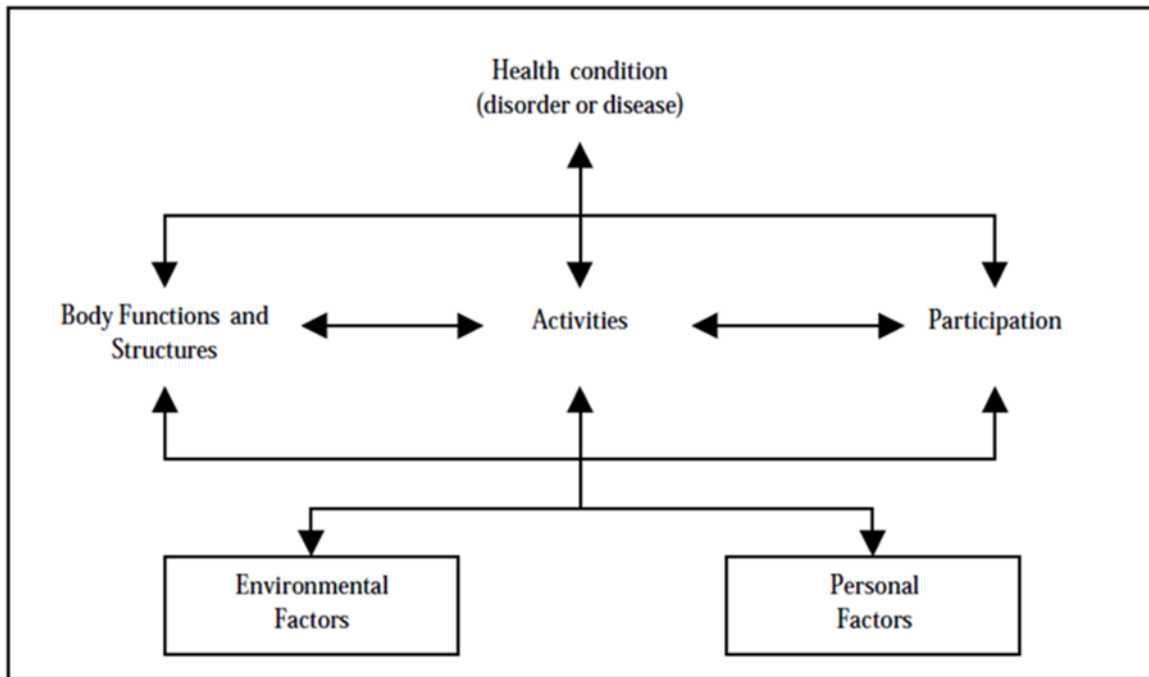 Health condition
(disorder or disease)
Body Functions and
Structures
Activities
Participation
Environmental
Factors
Personal
Factors